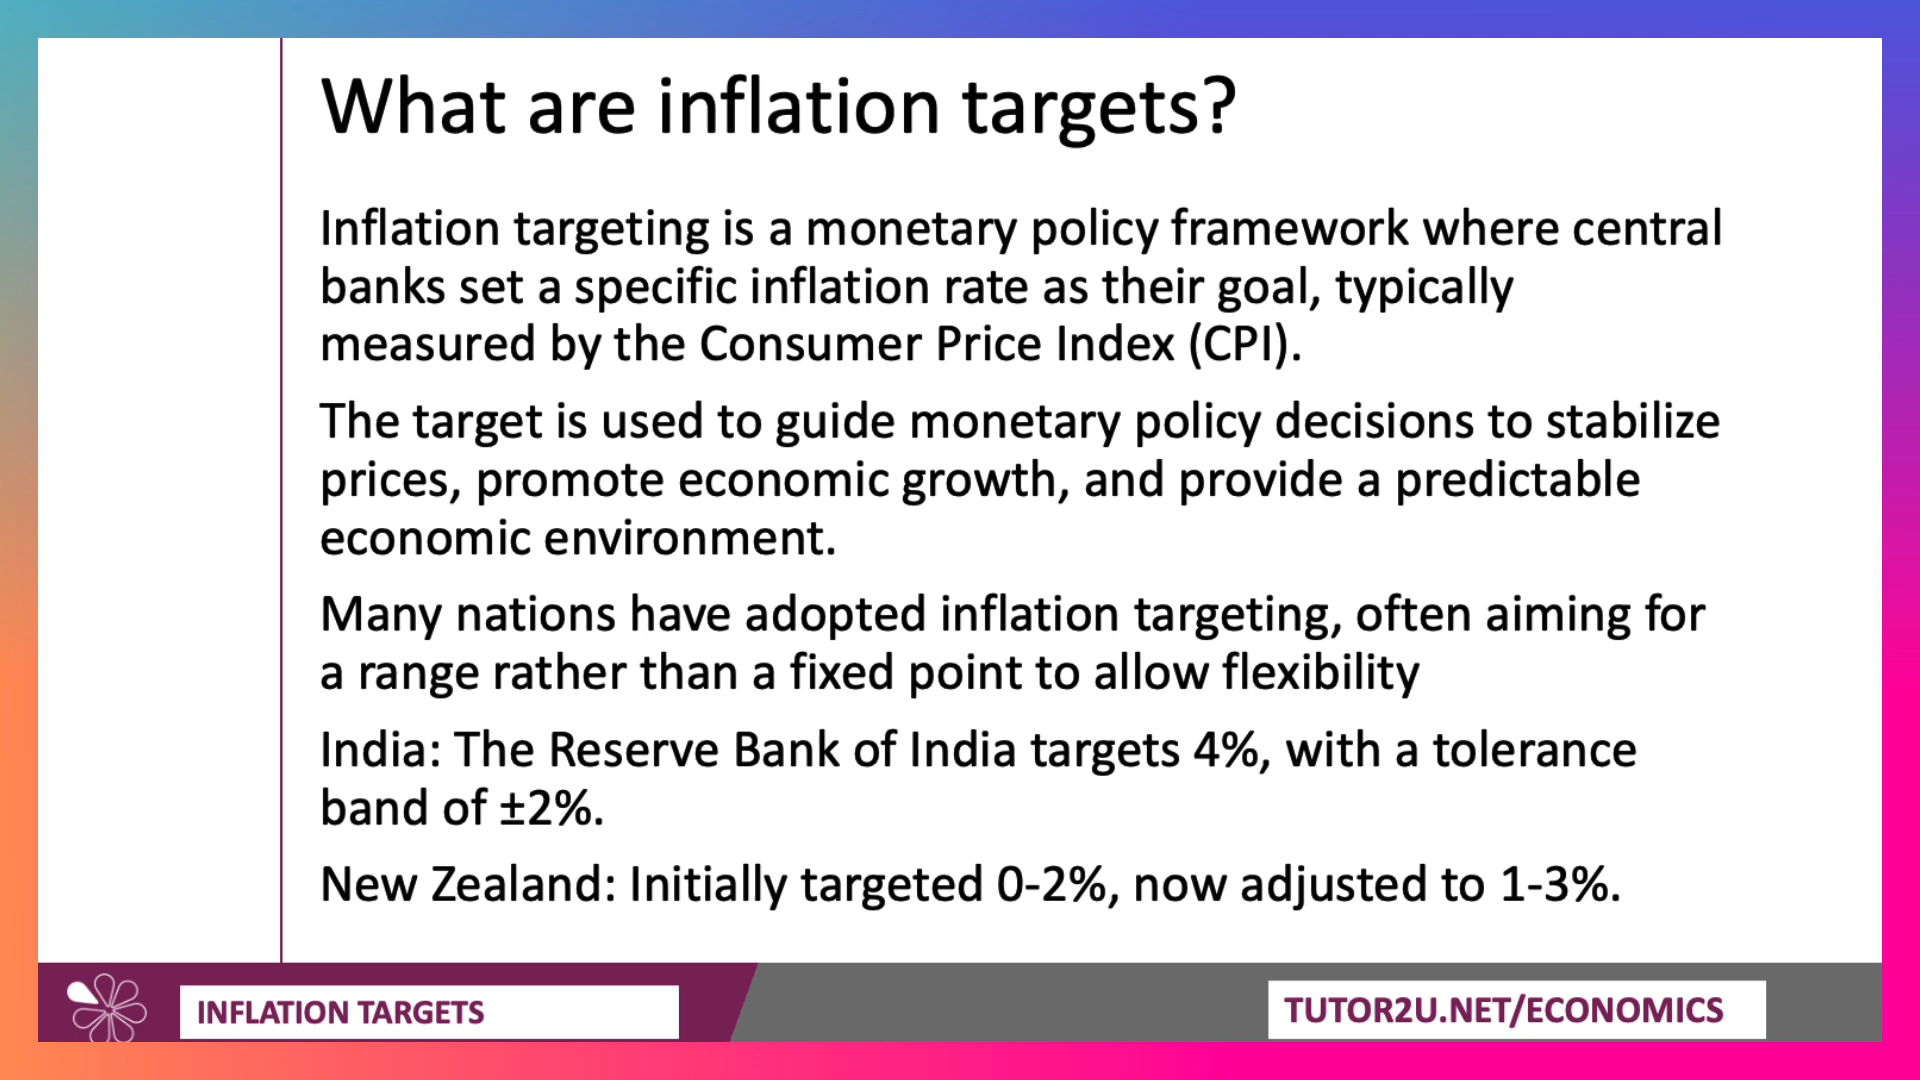 What are inflation targets?
Inflation targeting is a monetary policy framework where central
banks set a specific inflation rate as their goal, typically
measured by the Consumer Price Index (CPI).
The target is used to guide monetary policy decisions to stabilize
prices, promote economic growth, and provide a predictable
economic environment.
Many nations have adopted inflation targeting, often aiming for
a range rather than a fixed point to allow flexibility
India: The Reserve Bank of India targets 4%, with a tolerance
band of ±2%.
New Zealand: Initially targeted 0-2%, now adjusted to 1-3%.
INFLATION TARGETS
TUTOR2U.NET/ECONOMICS